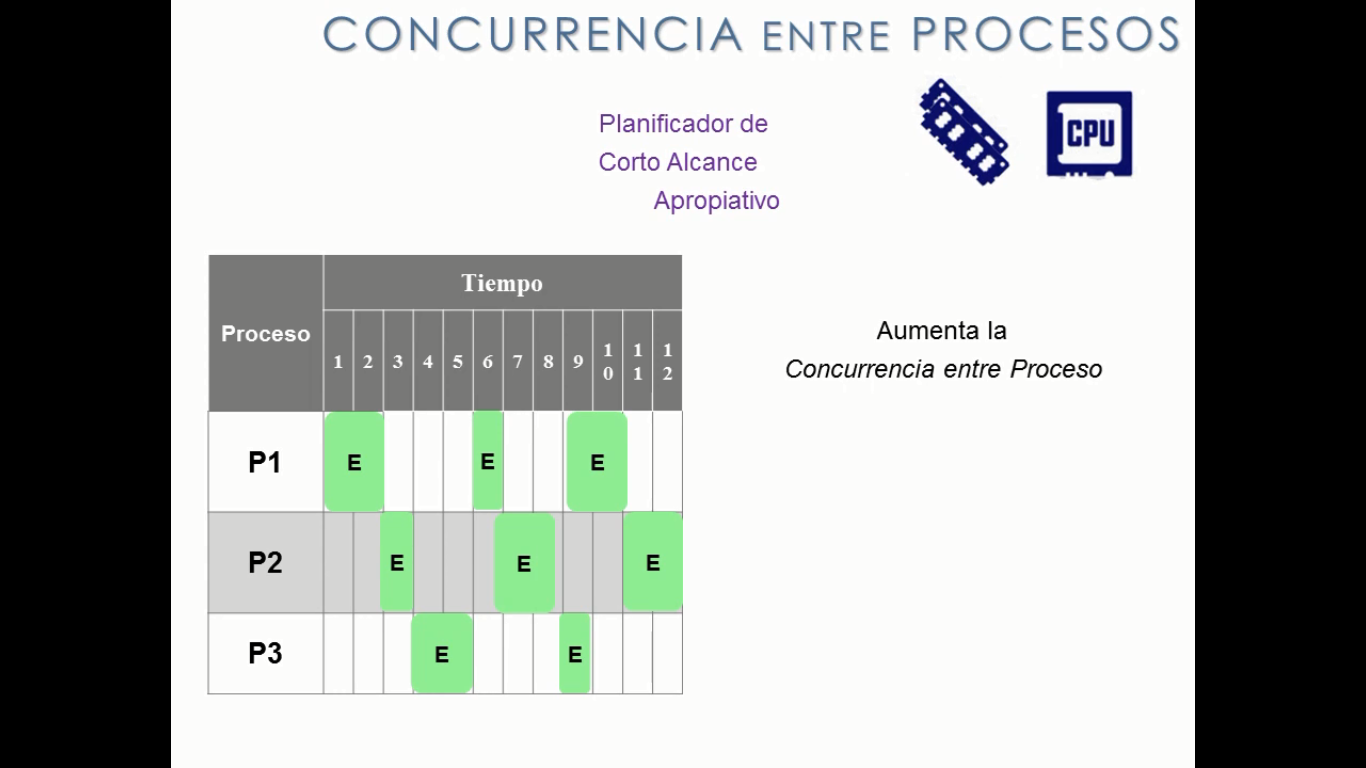 CONCURRENCIA ENTRE PROCESOS
Planificador de
Corto Alcance
Apropiativo
CPU
Proceso
Tiempo
1 2 3 4 5 6 7 8 9 10 11 12
P1 E E E
P2 E E E
P3 E E
Aumenta la
Concurrencia entre Proceso